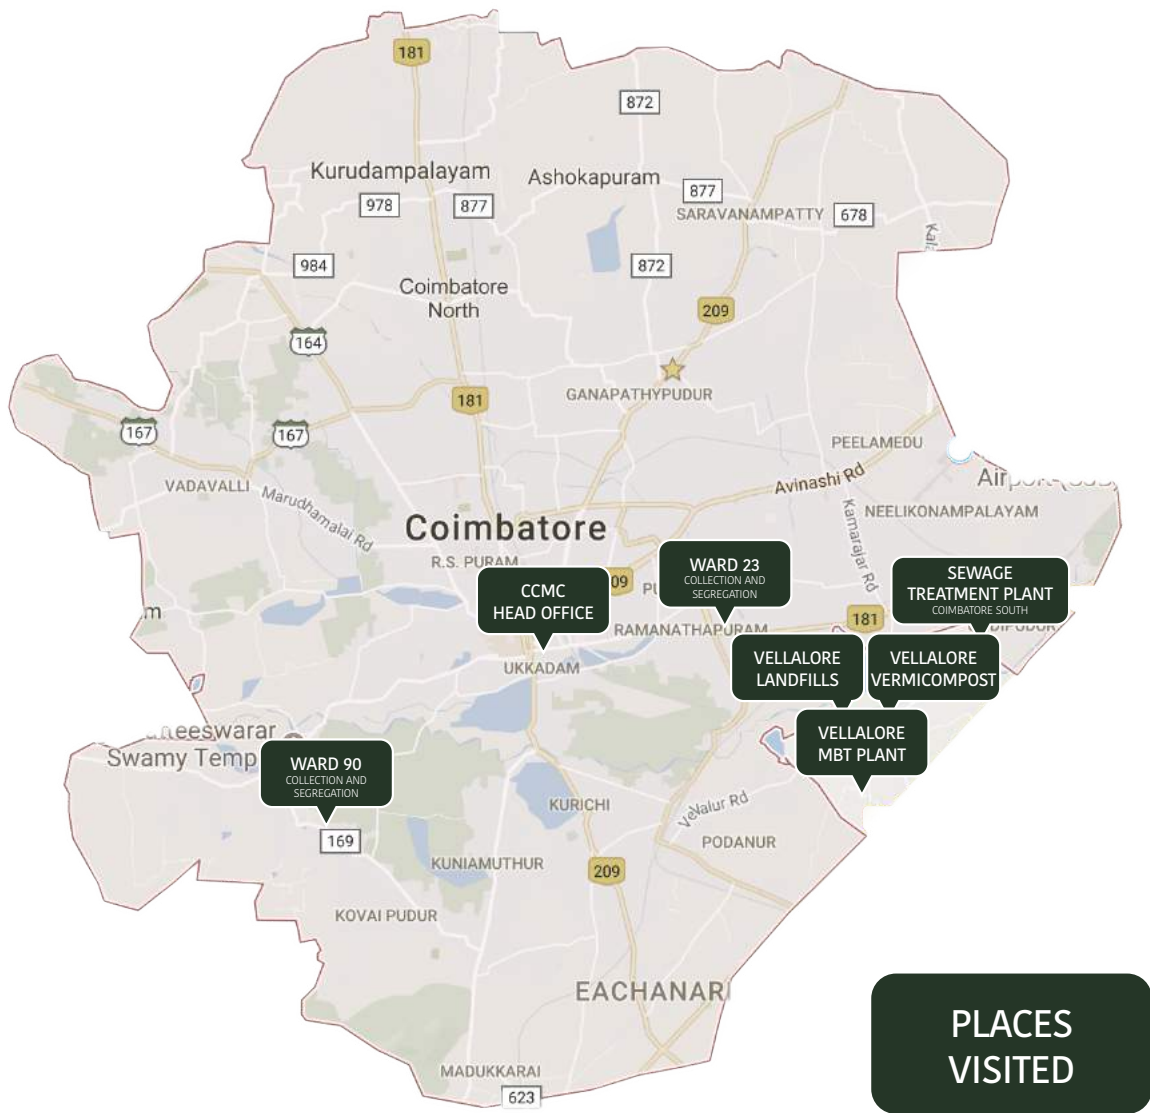 181
872
Kurudampalayam
Ashokapuram
978
877
877
SARAVANAMPATTY
678
984
872
Coimbatore
North
209
164
GANAPATHYPUDUR
181
167
167
PEELAMEDU
Avinashi Rd
VADAVALLI
Marudhamalai Rd
NEELIKONAMPALAYAM
Kamarajar Rd
Coimbatore
R.S. PURAM
CCMC
HEAD OFFICE
WARD 23
COLLECTION AND
SEGREGATION
SEWAGE
TREATMENT PLANT
COIMBATORE SOUTH
181
RAMANATHAPURAM
UKKADAM
VELLALORE
LANDFILLS
VELLALORE
VERMICOMPOST
VELLALORE
MBT PLANT
Swamy Temp
WARD 90
COLLECTION AND
SEGREGATION
169
KURICHI
Valur Rd
PODANUR
KUNIAMUTHUR
209
KOVAI PUDUR
EACHANARI
MADUKKARAI
623
PLACES
VISITED